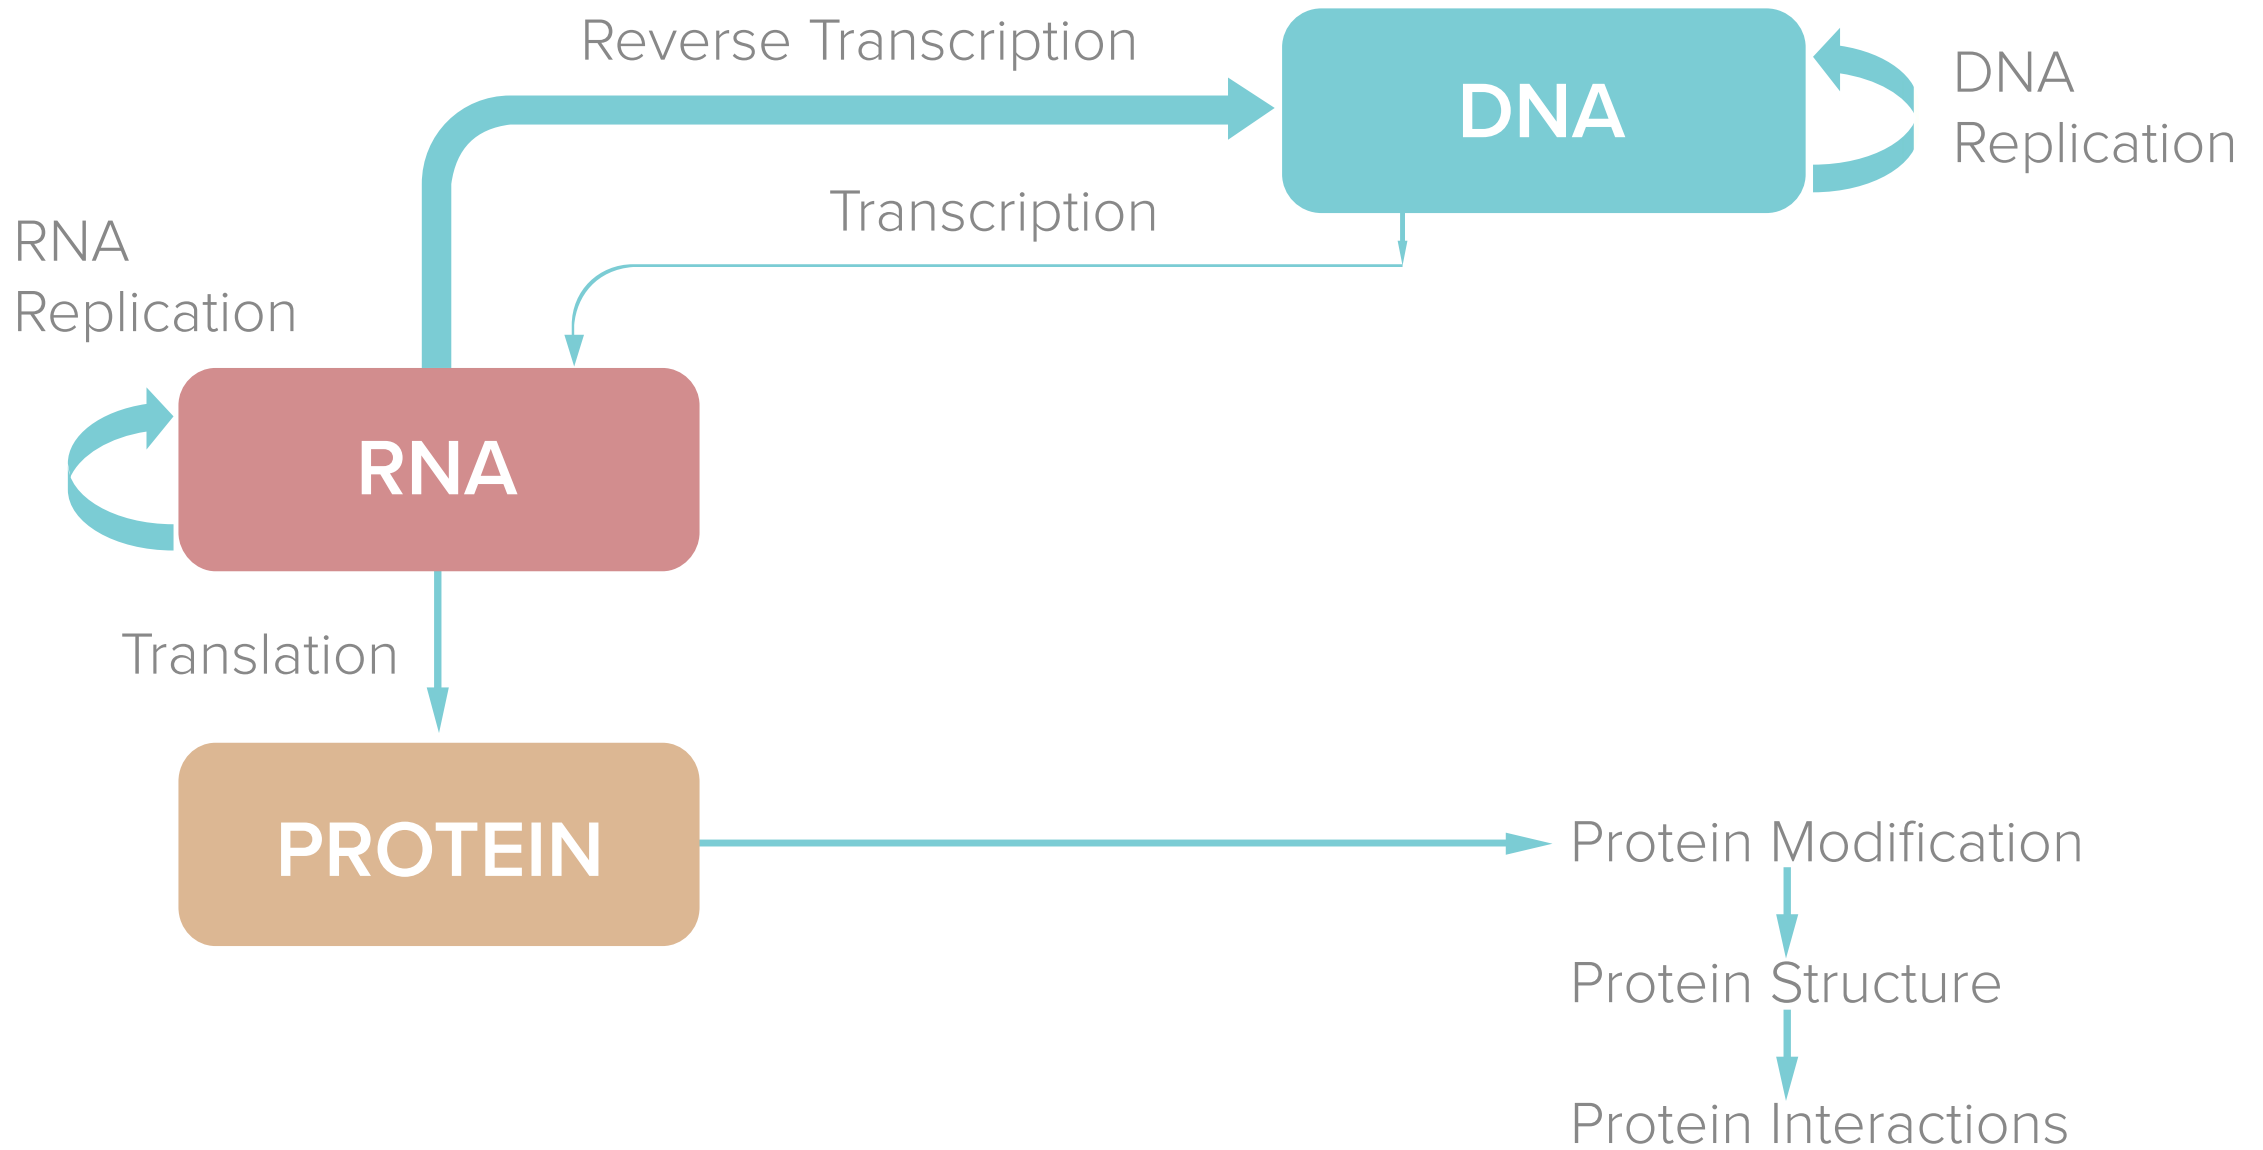 Reverse Transcription
DNA
DNA
Replication
Transcription
RNA
Replication
RNA
Translation
PROTEIN
Protein Modification
Protein Structure
Protein Interactions